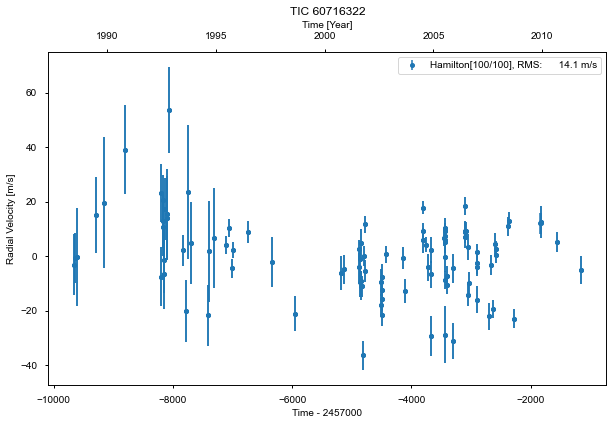 TIC 60716322
Time [Year]
1990 1995 2000 2005 2010
Hamilton[100/100], RMS: 14.1 m/s
60
40
20
0
−20
−40
Radial Velocity [m/s]
−10000 −8000 −6000 −4000 −2000
Time - 2457000